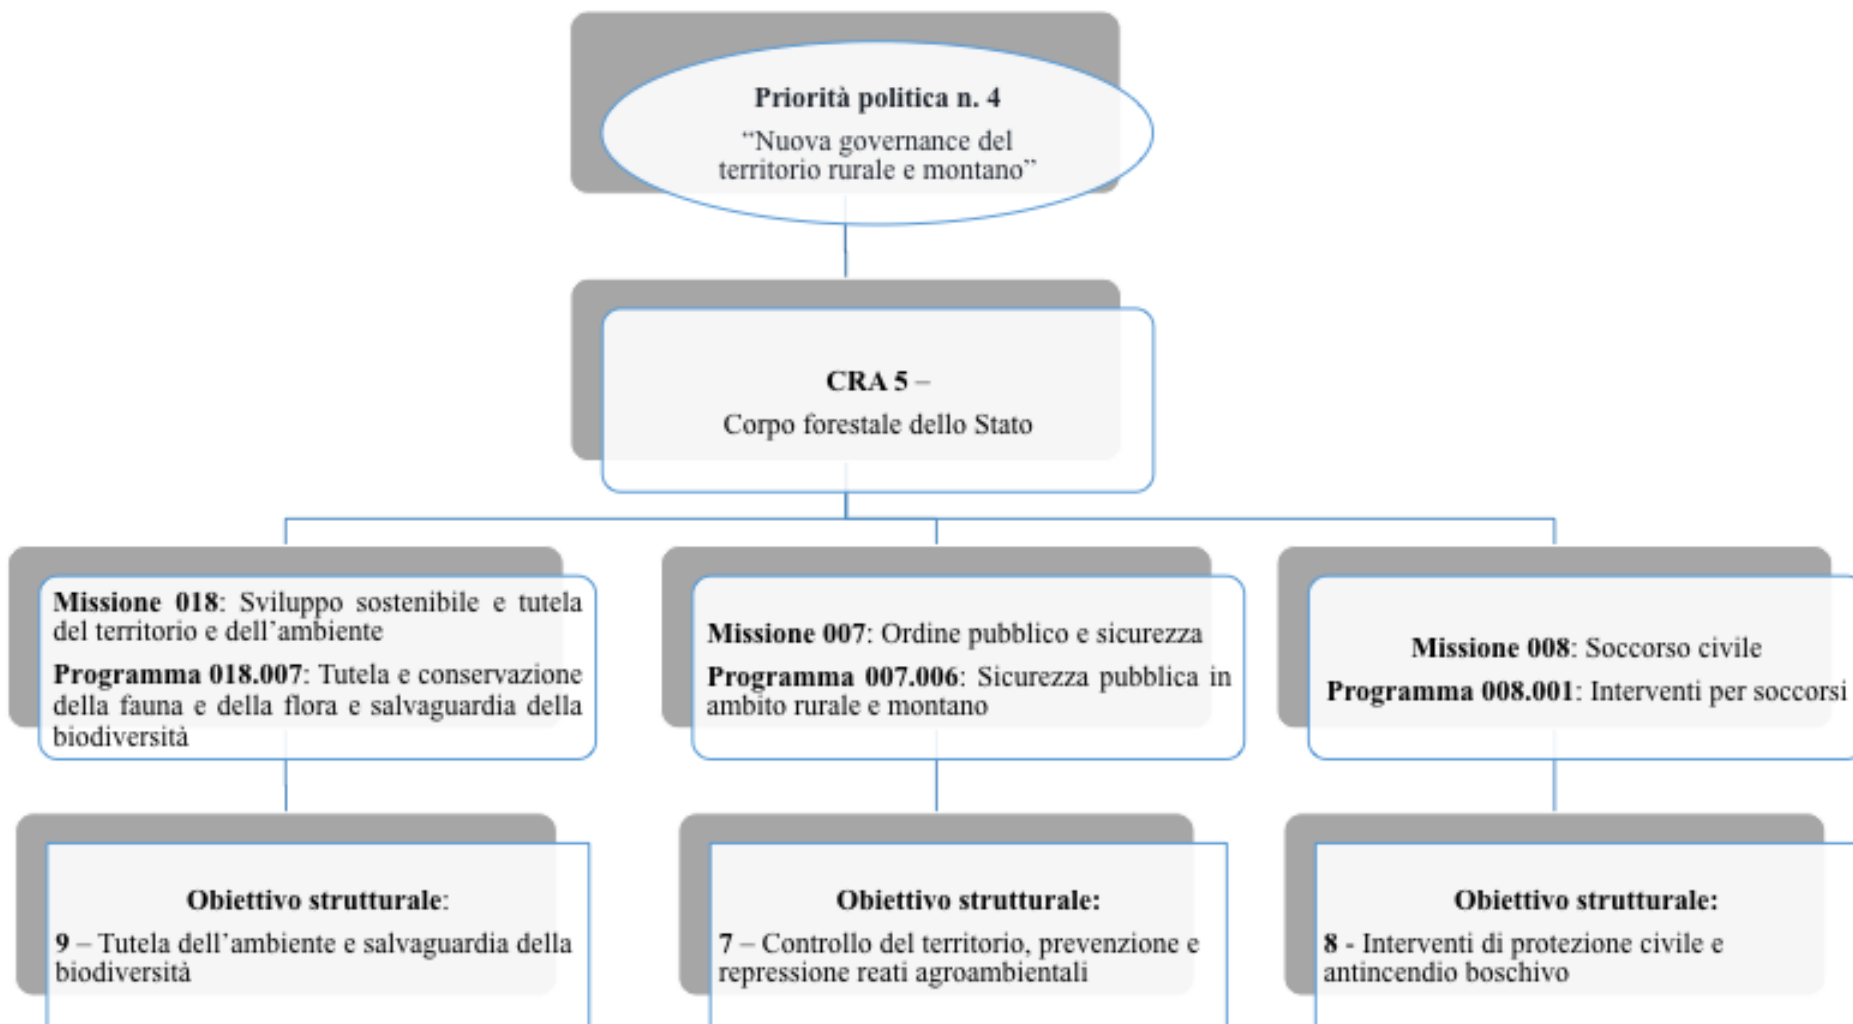 Priorità politica n. 4
“Nuova governance del
territorio rurale e montano”
CRA 5 –
Corpo forestale dello Stato
Missione 018: Sviluppo sostenibile e tutela
del territorio e dell’ambiente
Programma 018.007: Tutela e conservazione
della fauna e della flora e salvaguardia della
biodiversità
Missione 007: Ordine pubblico e sicurezza
Programma 007.006: Sicurezza pubblica in
ambito rurale e montano
Missione 008: Soccorso civile
Programma 008.001: Interventi per soccorsi
Obiettivo strutturale:
9 – Tutela dell’ambiente e salvaguardia della
biodiversità
Obiettivo strutturale:
7 – Controllo del territorio, prevenzione e
repressione reati agroambientali
Obiettivo strutturale:
8 - Interventi di protezione civile e
antincendio boschivo